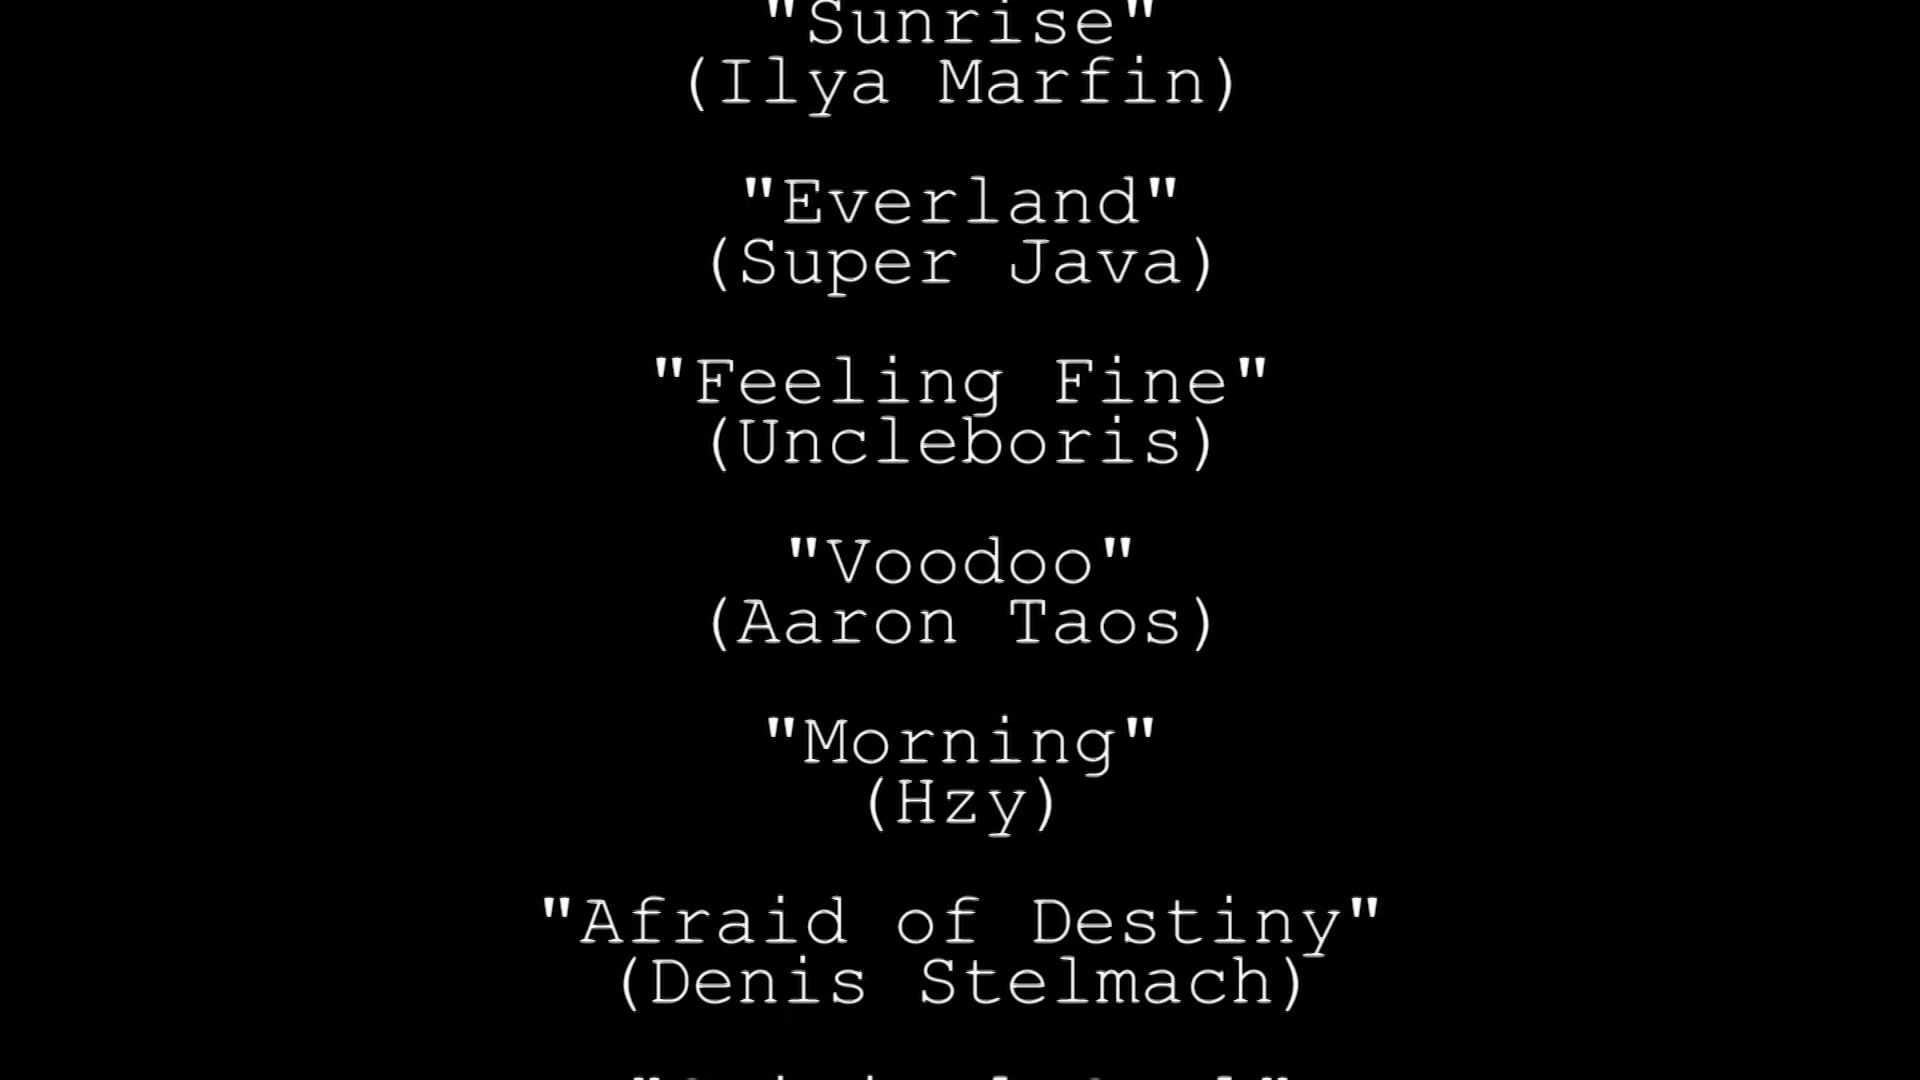 "Sunrise"
(Ilya Marfin)
"Everland"
(Super Java)
"Feeling Fine"
(Uncleboris)
"Voodoo"
(Aaron Taos)
"Morning"
(Hzy)
"Afraid of Destiny"
(Denis Stelmach)